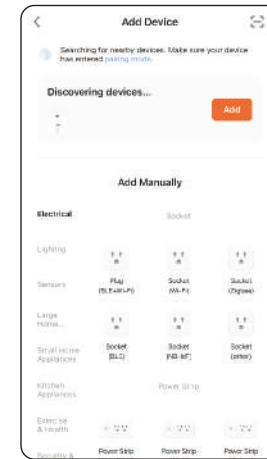 Add Device
Searching for nearby devices. Make sure your device
has entered pairing mode.
Discovering devices...
Add
Add Manually
Electrical
Socket
Lighting
Plug
(BLE+Wi-Fi)
Socket
(Wi-Fi)
Socket
(Zigbee)
Sensors
Large
Home...
Socket
(BLE)
Socket
(NB-IoT)
Socket
(other)
Small Home
Appliances
Kitchen
Appliances
Power Strip
Exercise
& Health
Power Strip
Power Strip
Power Strip
Security &